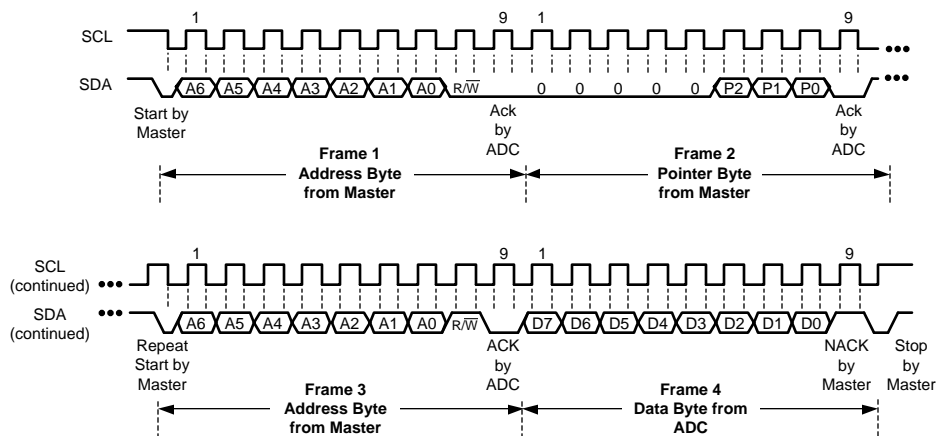 1 9 1 9
SCL
SDA A6 A5 A4 A3 A2 A1 A0 R/W̅ 0 0 0 0 0 P2 P1 P0
Start by
Master
Ack
by
ADC
Ack
by
ADC
Frame 1
Address Byte
from Master
Frame 2
Pointer Byte
from Master
1 9 1 9
SCL
(continued)
SDA
(continued)
A6 A5 A4 A3 A2 A1 A0 R/W̅ D7 D6 D5 D4 D3 D2 D1 D0
Repeat
Start by
Master
ACK
by
ADC
NACK
by
Master
Stop
by
Master
Frame 3
Address Byte
from Master
Frame 4
Data Byte from
ADC